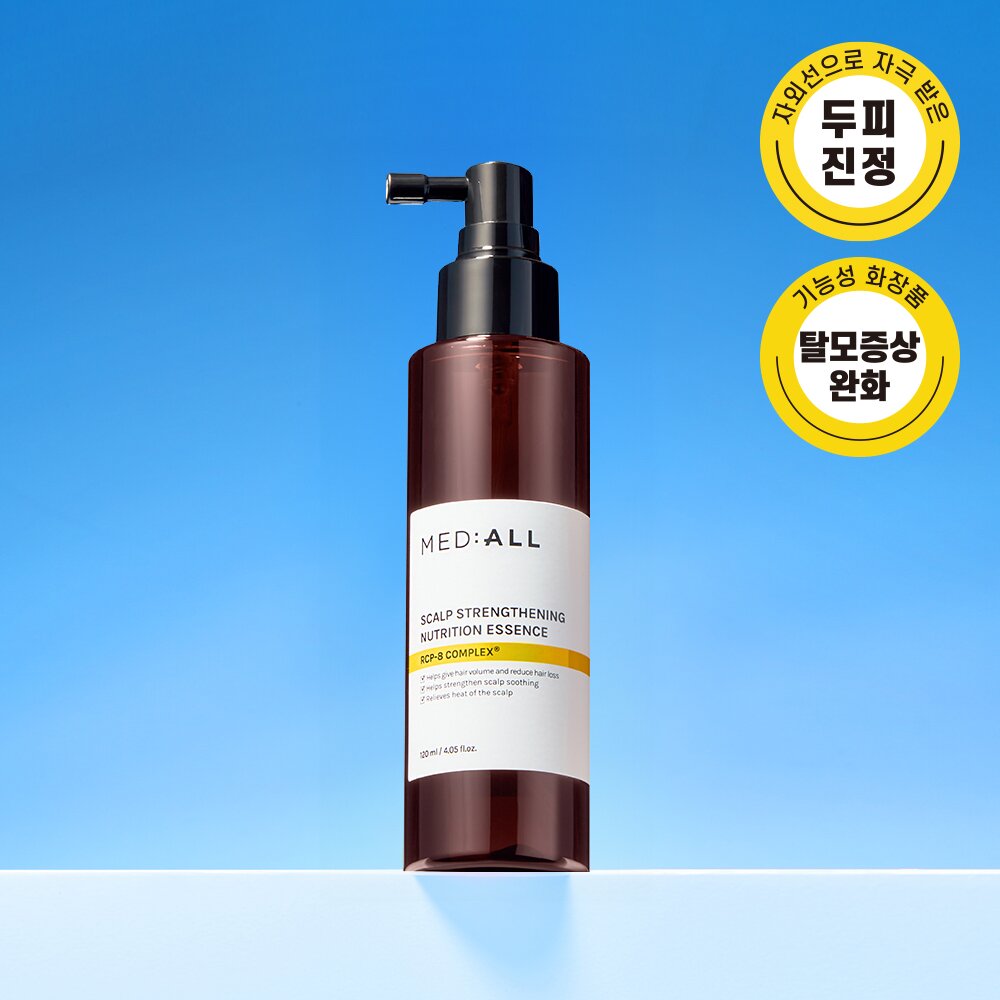 자외선으로 자극 받은
두피
진정
기능성 화장품
탈모증상
완화
MED:ALL
SCALP STRENGTHENING
NUTRITION ESSENCE
RCP-8 COMPLEX®
Helps give hair volume and reduce hair loss
Helps strengthen scalp soothing
Relieves heat of the scalp
120 ml / 4.05 fl.oz.